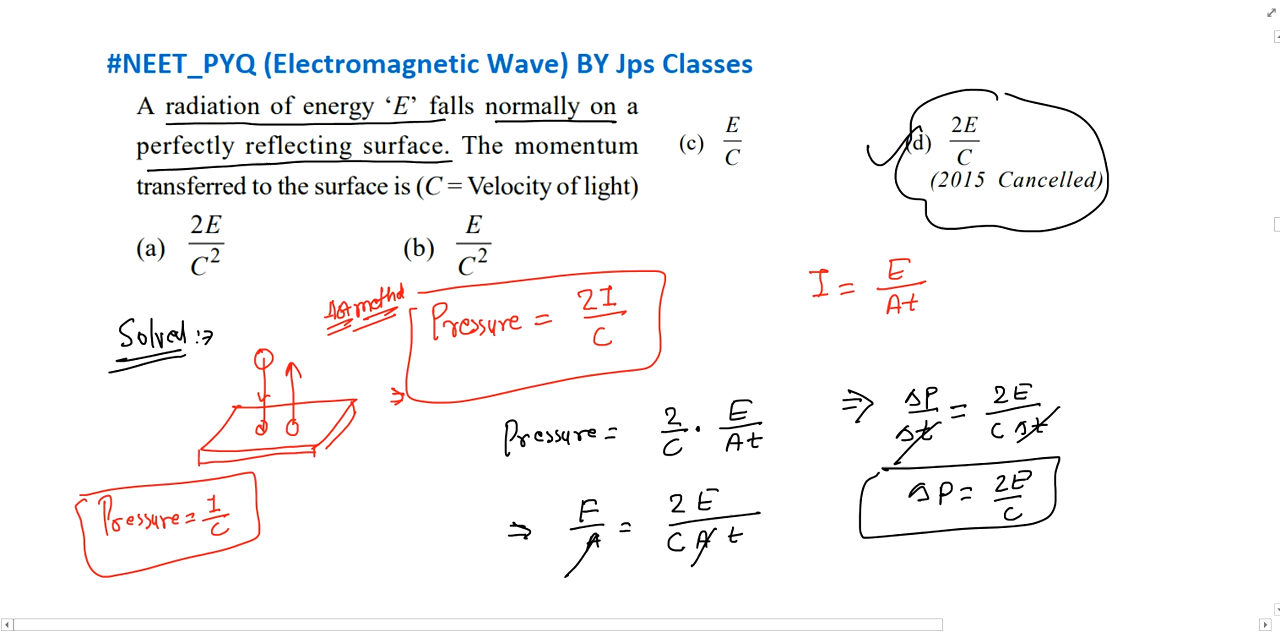 #NEET_PYQ (Electromagnetic Wave) BY Jps Classes
A radiation of energy ‘E’ falls normally on a
perfectly reflecting surface. The momentum
transferred to the surface is (C = Velocity of light)
(a) 2E/C²
(b) E/C²
(c) E/C
(d) 2E/C
(2015 Cancelled)
Solved :→
1st method
Pressure = 2I/C
I = E/At
Pressure = I/C
Pressure = 2/C · E/At
⇒ F/A = 2E/CAt
⇒ ΔP/Δt = 2E/CΔt
ΔP = 2E/C